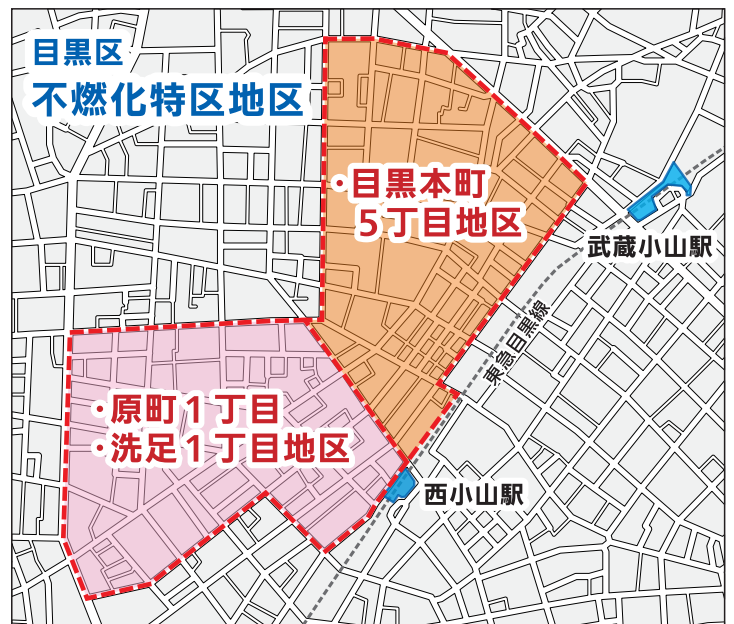 目黒区
不燃化特区地区
・目黒本町
５丁目地区
武蔵小山駅
東急目黒線
・原町１丁目
・洗足１丁目地区
西小山駅